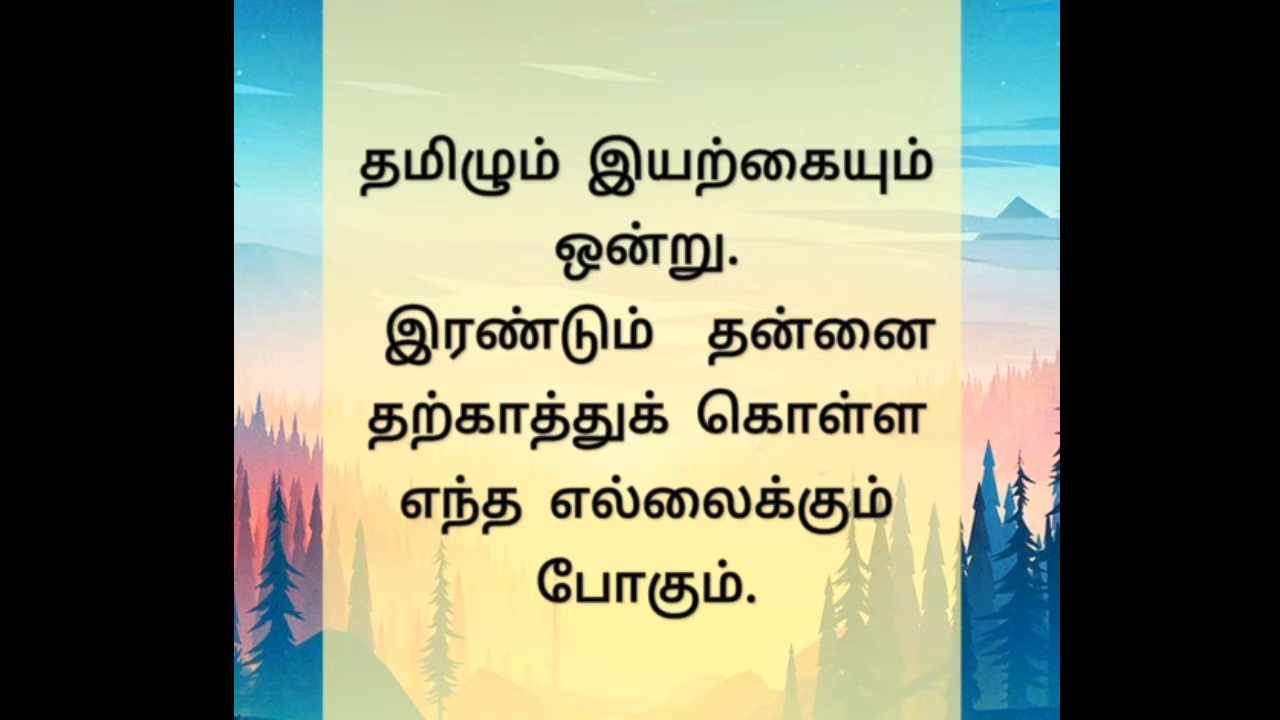 தமிழும் இயற்கையும்
ஒன்று.
இரண்டும் தன்னை
தற்காத்துக் கொள்ள
எந்த எல்லைக்கும்
போகும்.